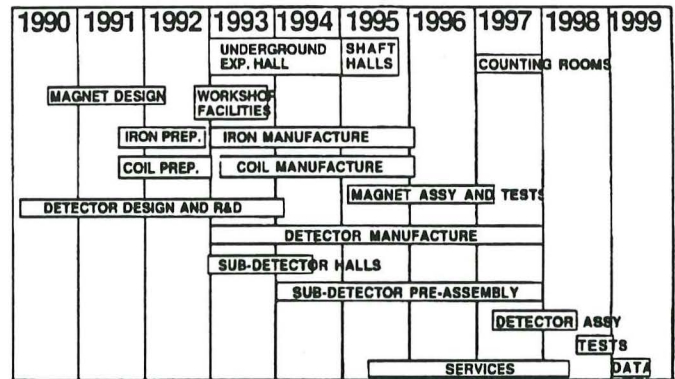 1990 1991 1992 1993 1994 1995 1997 1998 1999
UNDERGROUND
EXP. HALL
SHAFT
HALLS
COUNTING ROOMS
MAGNET DESIGN
WORKSHOP
FACILITIES
IRON PREP.
IRON MANUFACTURE
COIL PREP.
COIL MANUFACTURE
MAGNET ASSY AND TESTS
DETECTOR DESIGN AND R&D
DETECTOR MANUFACTURE
SUB-DETECTOR HALLS
SUB-DETECTOR PRE-ASSEMBLY
DETECTOR ASSY
TESTS
SERVICES
DATA